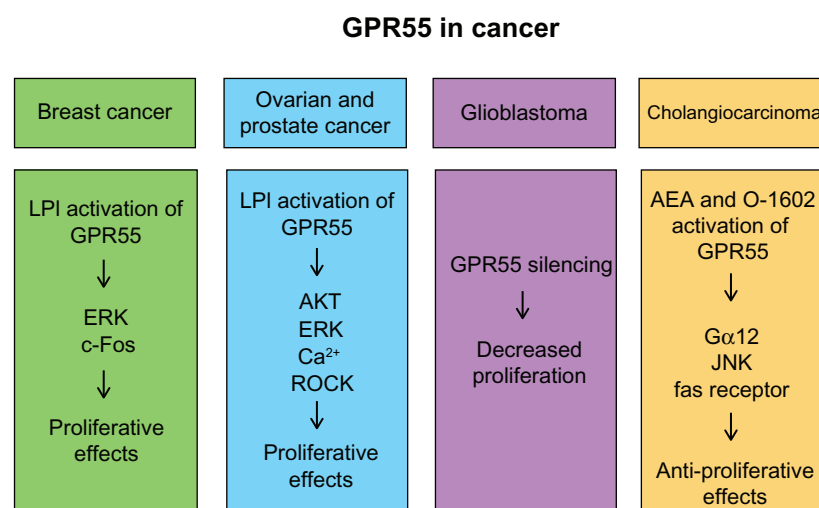 GPR55 in cancer
Breast cancer
Ovarian and
prostate cancer
Glioblastoma
Cholangiocarcinoma
LPI activation of
GPR55
ERK
c-Fos
Proliferative
effects
LPI activation of
GPR55
AKT
ERK
Ca²⁺
ROCK
Proliferative
effects
GPR55 silencing
Decreased
proliferation
AEA and O-1602
activation of
GPR55
Gα12
JNK
fas receptor
Anti-proliferative
effects